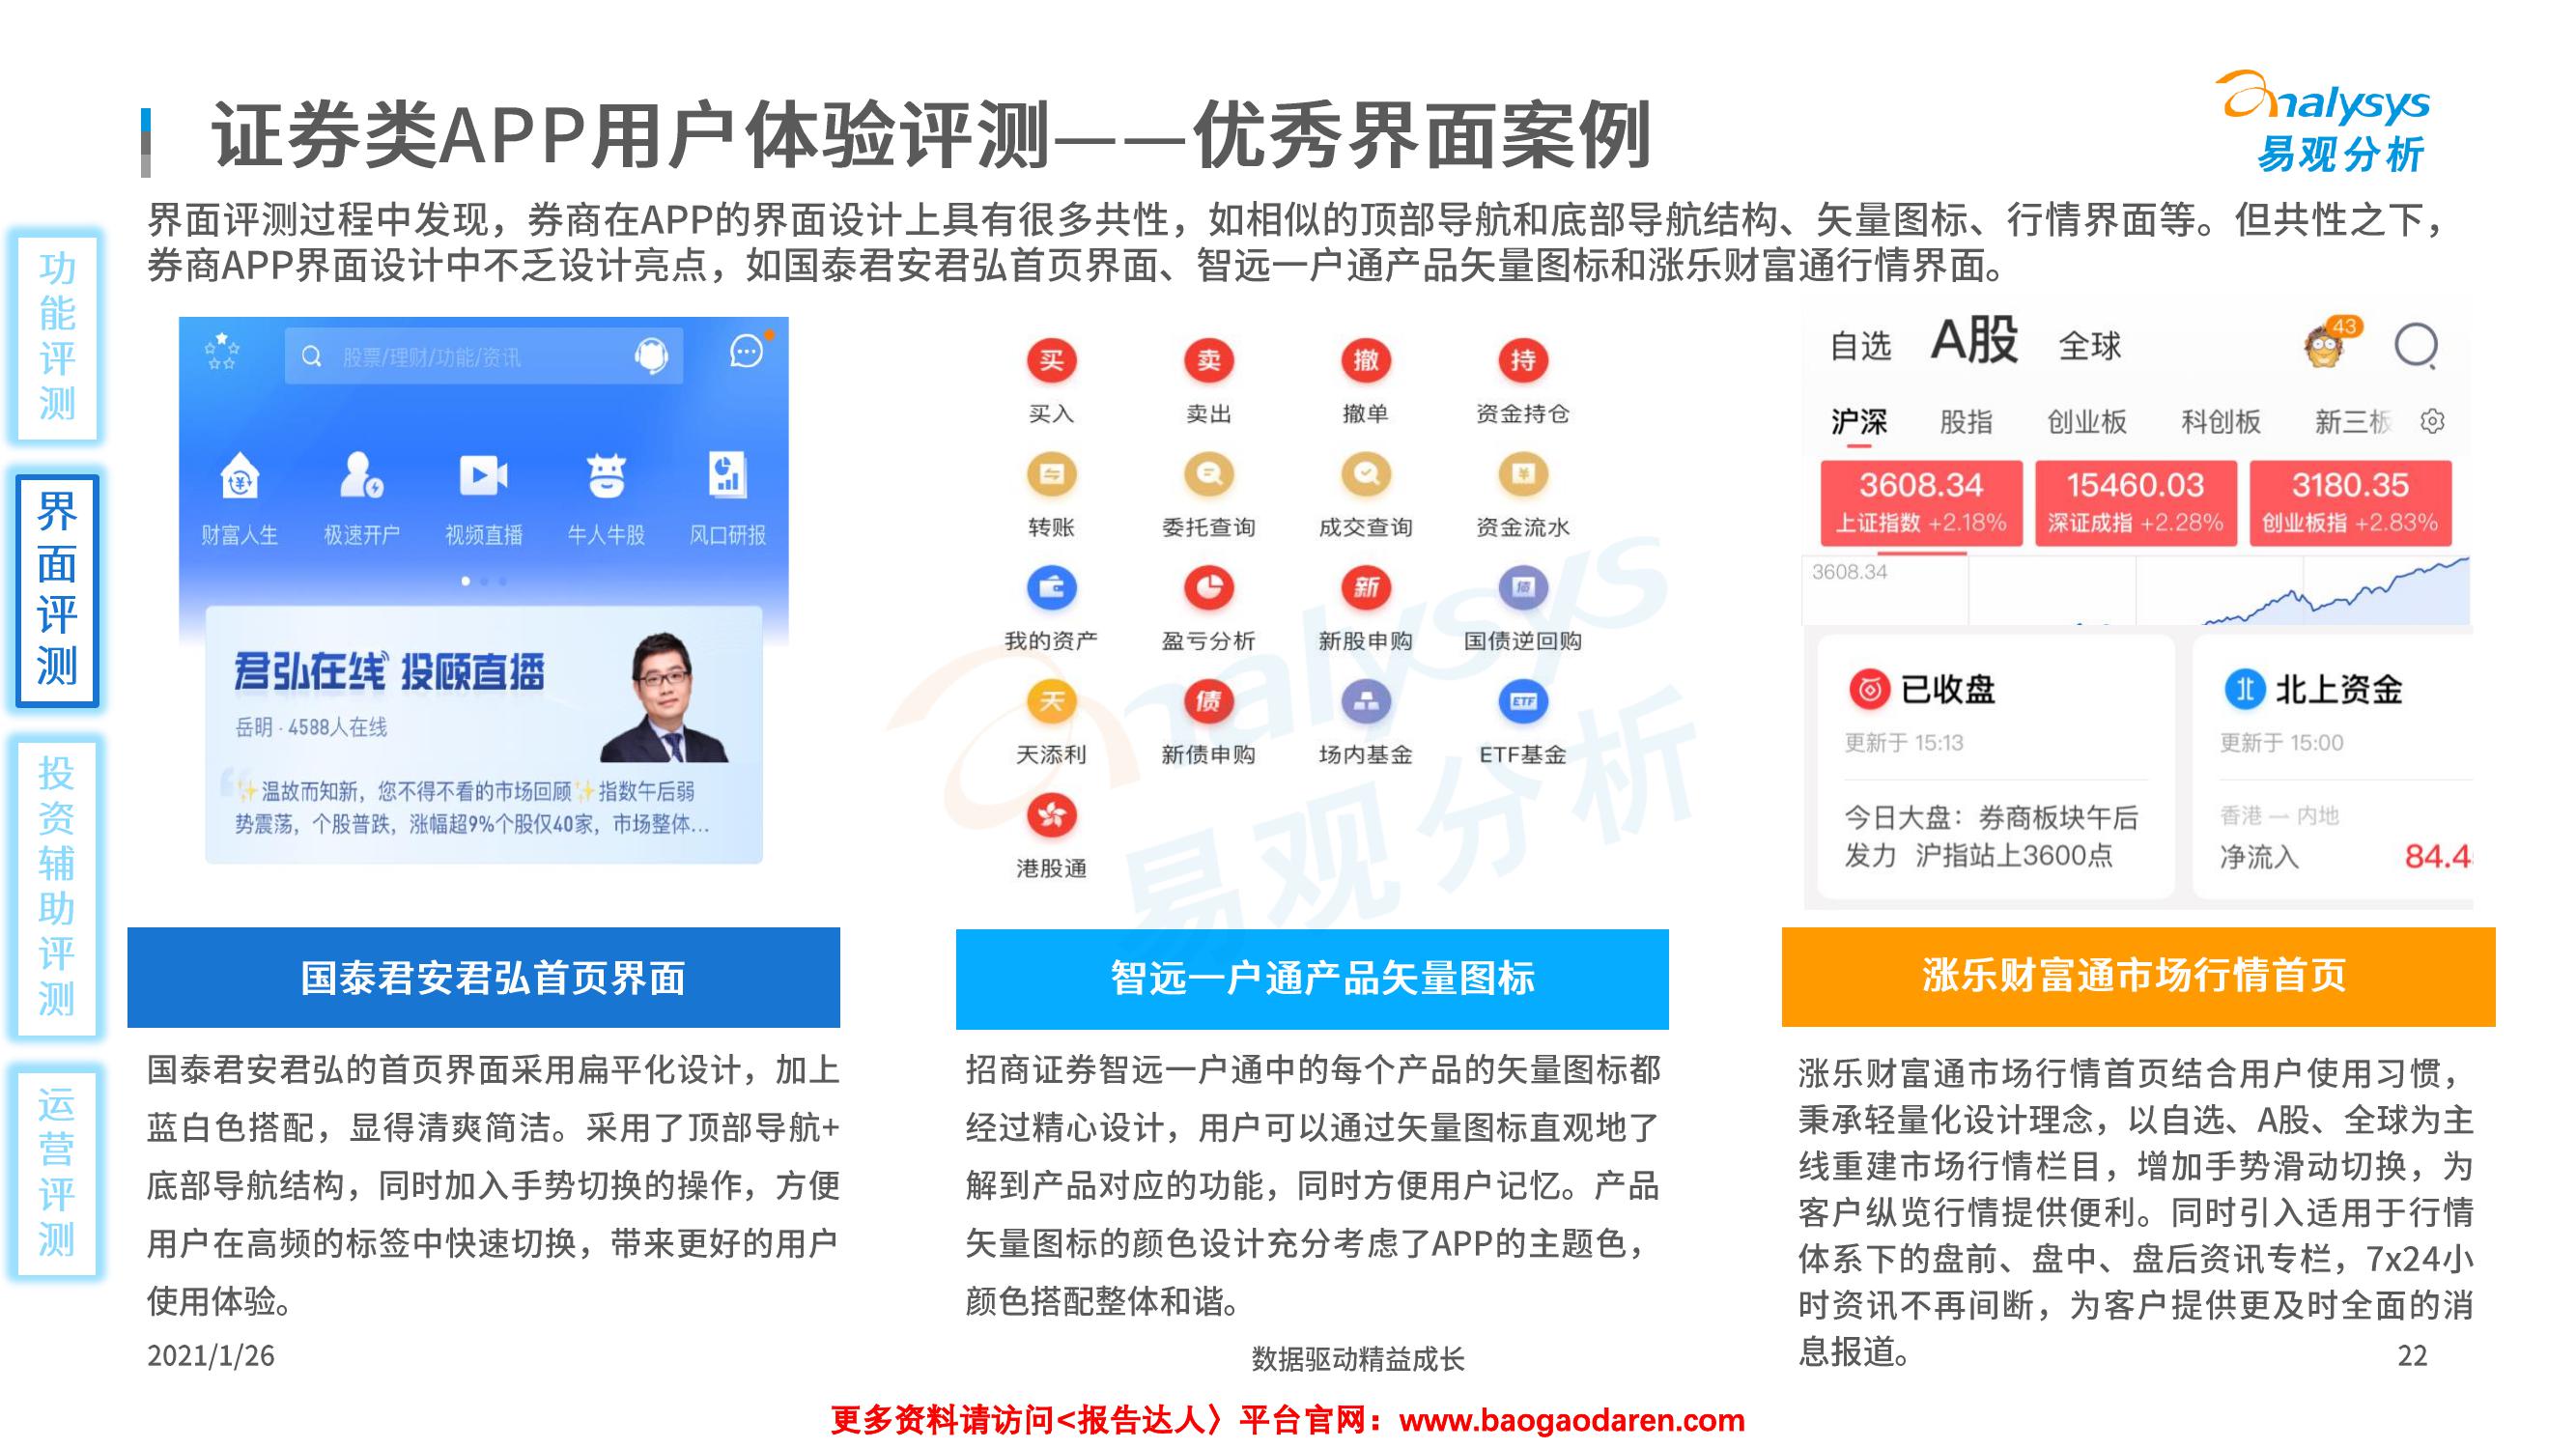 证券类APP用户体验评测——优秀界面案例
analysys
易观分析
界面评测过程中发现，券商在APP的界面设计上具有很多共性，如相似的顶部导航和底部导航结构、矢量图标、行情界面等。但共性之下，
券商APP界面设计中不乏设计亮点，如国泰君安君弘首页界面、智远一户通产品矢量图标和涨乐财富通行情界面。
功能评测
界面评测
投资辅助评测
运营评测
股票/理财/功能/资讯
财富人生 极速开户 视频直播 牛人牛股 风口研报
君弘在线 投顾直播
岳明 · 4588人在线
温故而知新，您不得不看的市场回顾 指数午后弱
势震荡，个股普跌，涨幅超9%个股仅40家，市场整体...
买 卖 撤 持
买入 卖出 撤单 资金持仓
转账 委托查询 成交查询 资金流水
新 债
我的资产 盈亏分析 新股申购 国债逆回购
天 债 ETF
天添利 新债申购 场内基金 ETF基金
港股通
analysys
易观分析
自选 A股 全球 43
沪深 股指 创业板 科创板 新三板
3608.34 15460.03 3180.35
上证指数 +2.18% 深证成指 +2.28% 创业板指 +2.83%
3608.34
已收盘 北 北上资金
更新于 15:13 更新于 15:00
今日大盘：券商板块午后
发力 沪指站上3600点
香港 — 内地
净流入 84.4
国泰君安君弘首页界面
国泰君安君弘的首页界面采用扁平化设计，加上
蓝白色搭配，显得清爽简洁。采用了顶部导航+
底部导航结构，同时加入手势切换的操作，方便
用户在高频的标签中快速切换，带来更好的用户
使用体验。
智远一户通产品矢量图标
招商证券智远一户通中的每个产品的矢量图标都
经过精心设计，用户可以通过矢量图标直观地了
解到产品对应的功能，同时方便用户记忆。产品
矢量图标的颜色设计充分考虑了APP的主题色，
颜色搭配整体和谐。
涨乐财富通市场行情首页
涨乐财富通市场行情首页结合用户使用习惯，
秉承轻量化设计理念，以自选、A股、全球为主
线重建市场行情栏目，增加手势滑动切换，为
客户纵览行情提供便利。同时引入适用于行情
体系下的盘前、盘中、盘后资讯专栏，7x24小
时资讯不再间断，为客户提供更及时全面的消
息报道。
2021/1/26
数据驱动精益成长
22
更多资料请访问<报告达人〉平台官网：www.baogaodaren.com